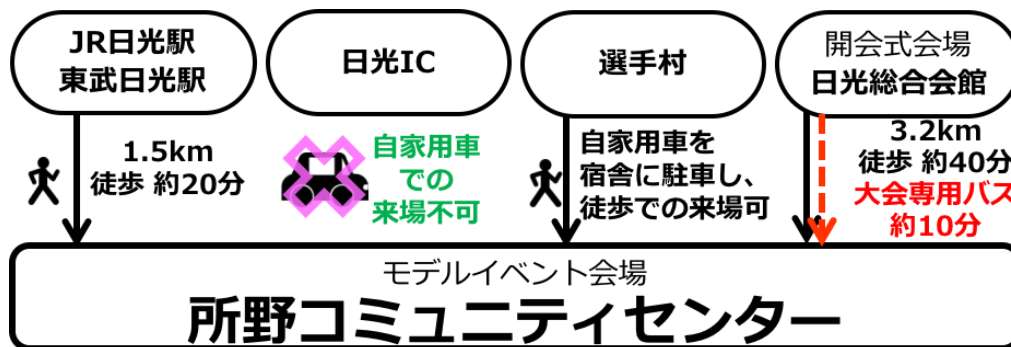 JR日光駅
東武日光駅
日光IC
選手村
開会式会場
日光総合会館
1.5km
徒歩 約20分
自家用車
での
来場不可
自家用車を
宿舎に駐車し、
徒歩での来場可
3.2km
徒歩 約40分
大会専用バス
約10分
モデルイベント会場
所野コミュニティセンター